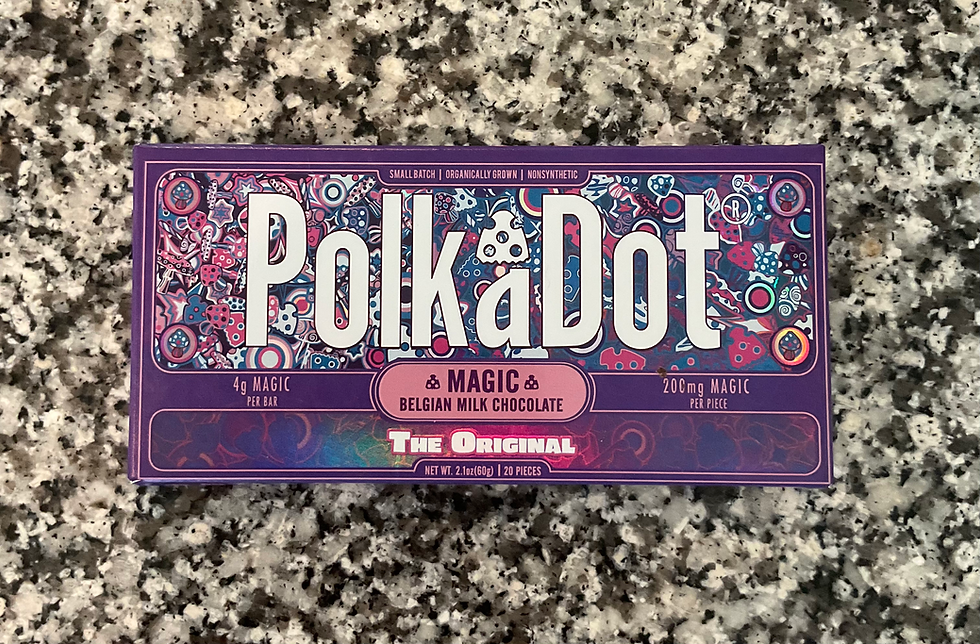 SMALL BATCH | ORGANICALLY GROWN | NONSYNTHETIC
PolkaDot®
4g MAGIC
PER BAR
MAGIC
BELGIAN MILK CHOCOLATE
200mg MAGIC
PER PIECE
THE ORIGINAL
NET WT. 2.1oz(60g) | 20 PIECES